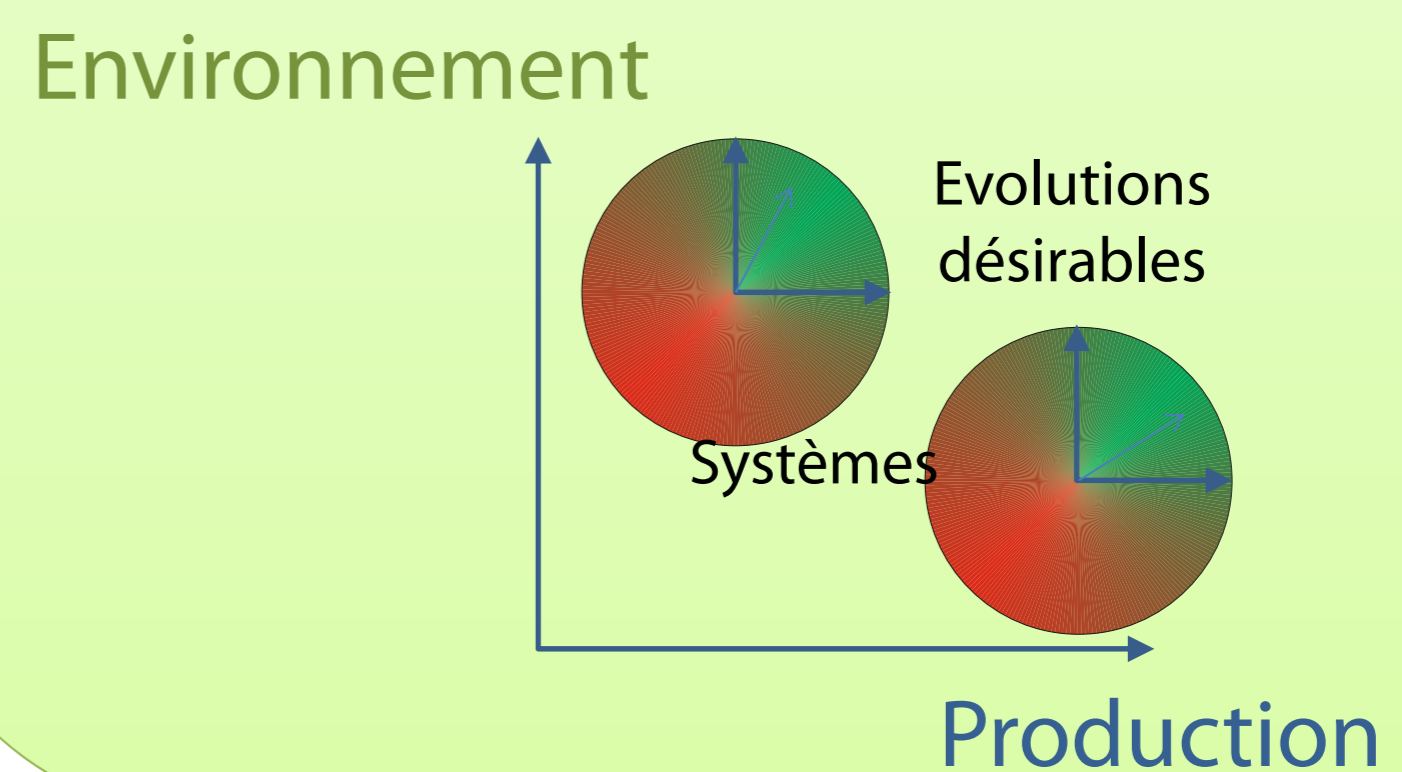 Environnement
Evolutions
désirables
Systèmes
Production